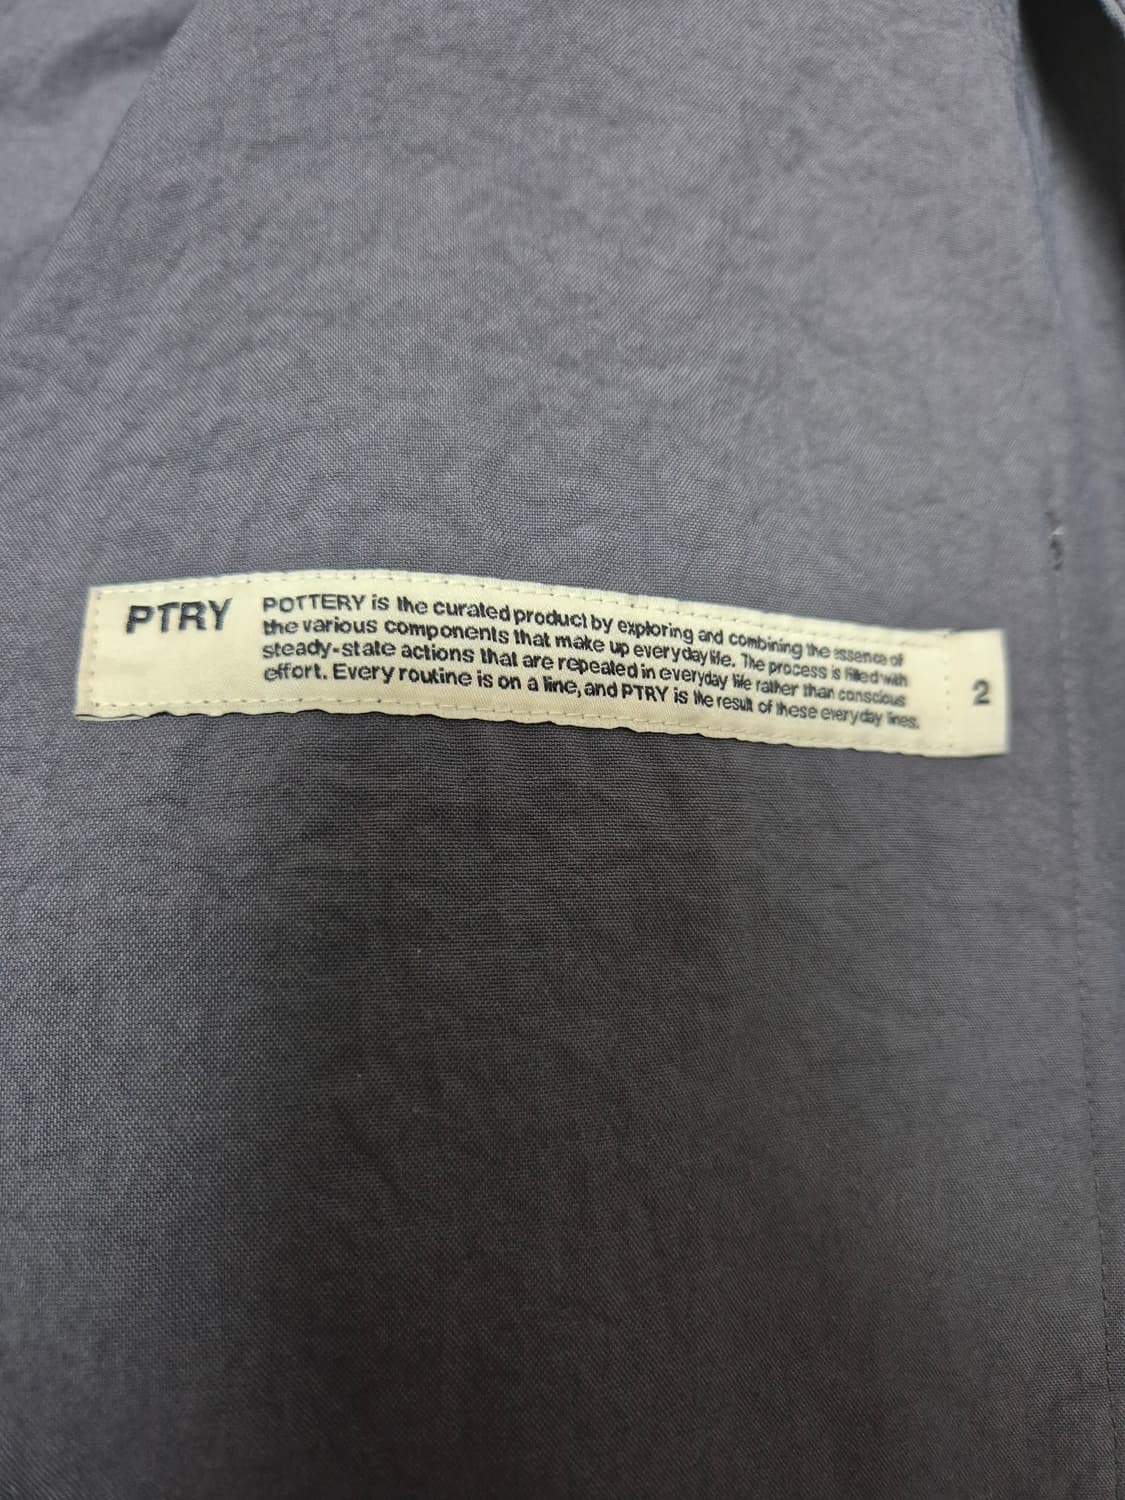 PTRY
POTTERY is the curated product by exploring and combining the essence of
the various components that make up everyday life. The process is filled with
steady-state actions that are repeated in everyday life rather than conscious
effort. Every routine is on a line, and PTRY is the result of these everyday lines.
2